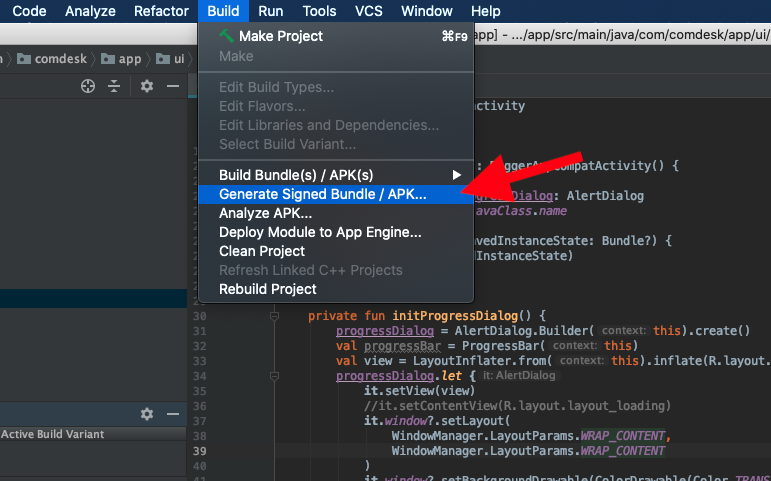 Code Analyze Refactor Build Run Tools VCS Window Help
Make Project ⌘F9
app] – .../app/src/main/java/com/comdesk/app/ui/
Make
comdesk app ui
Edit Build Types...
Edit Flavors...
ctivity
Edit Libraries and Dependencies...
Select Build Variant...
CompatActivity() {
Build Bundle(s) / APK(s)
Generate Signed Bundle / APK...
Dialog: AlertDialog
Analyze APK...
avaClass.name
Deploy Module to App Engine...
avedInstanceState: Bundle?) {
Clean Project
dInstanceState)
Refresh Linked C++ Projects
Rebuild Project
30 private fun initProgressDialog() {
31 progressDialog = AlertDialog.Builder( context: this).create()
32 val progressBar = ProgressBar( context: this)
33 val view = LayoutInflater.from( context: this).inflate(R.layout.
34 progressDialog.let { it: AlertDialog
35 it.setView(view)
36 //it.setContentView(R.layout.layout_loading)
37 it.window?.setLayout(
38 WindowManager.LayoutParams.WRAP_CONTENT,
Active Build Variant
39 WindowManager.LayoutParams.WRAP_CONTENT
40 )
it.window?.setBackgroundDrawable(ColorDrawable(Color.TRANS